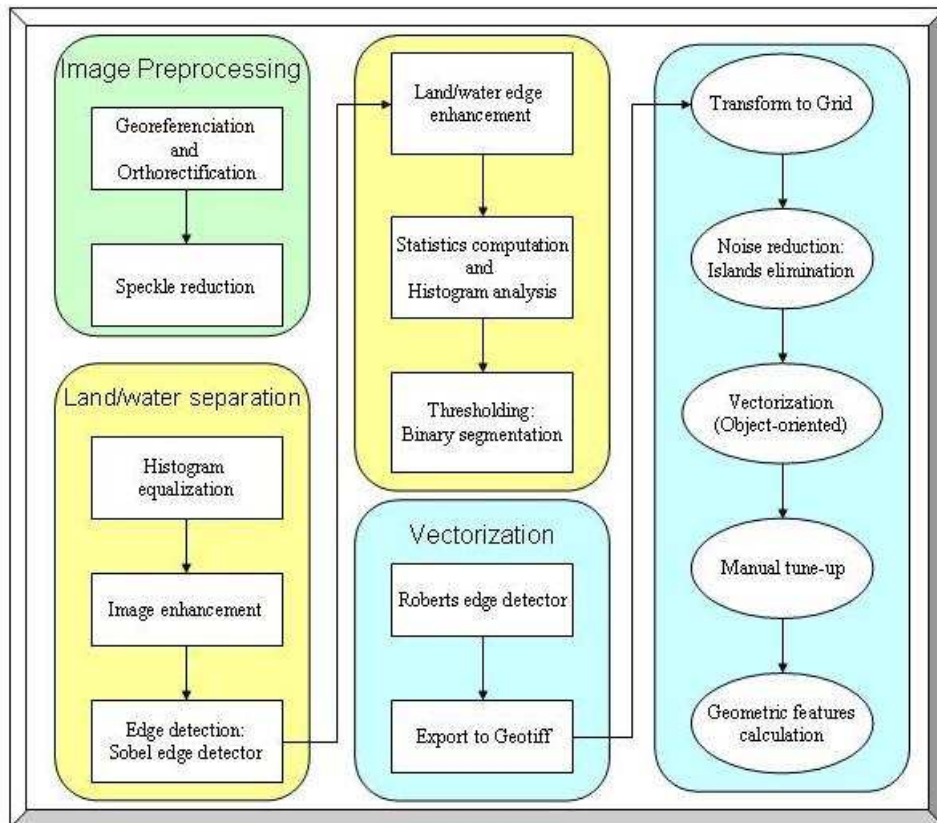 Image Preprocessing
Georeferenciation
and
Orthorectification
Speckle reduction
Land/water separation
Histogram
equalization
Image enhancement
Edge detection:
Sobel edge detector
Land/water edge
enhancement
Statistics computation
and
Histogram analysis
Thresholding:
Binary segmentation
Vectorization
Roberts edge detector
Export to Geotiff
Transform to Grid
Noise reduction:
Islands elimination
Vectorization
(Object-oriented)
Manual tune-up
Geometric features
calculation